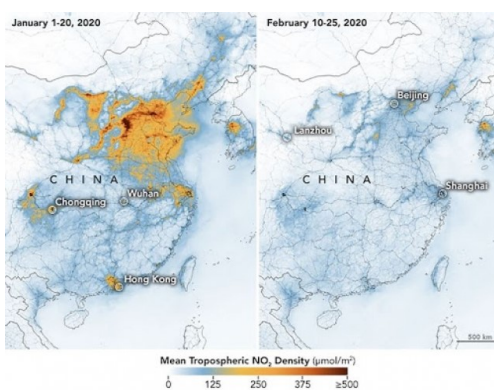 January 1-20, 2020
February 10-25, 2020
Beijing
Lanzhou
CHINA
CHINA
Wuhan
Shanghai
Chongqing
Hong Kong
500 km
Mean Tropospheric NO₂ Density (μmol/m²)
0 125 250 375 ≥500